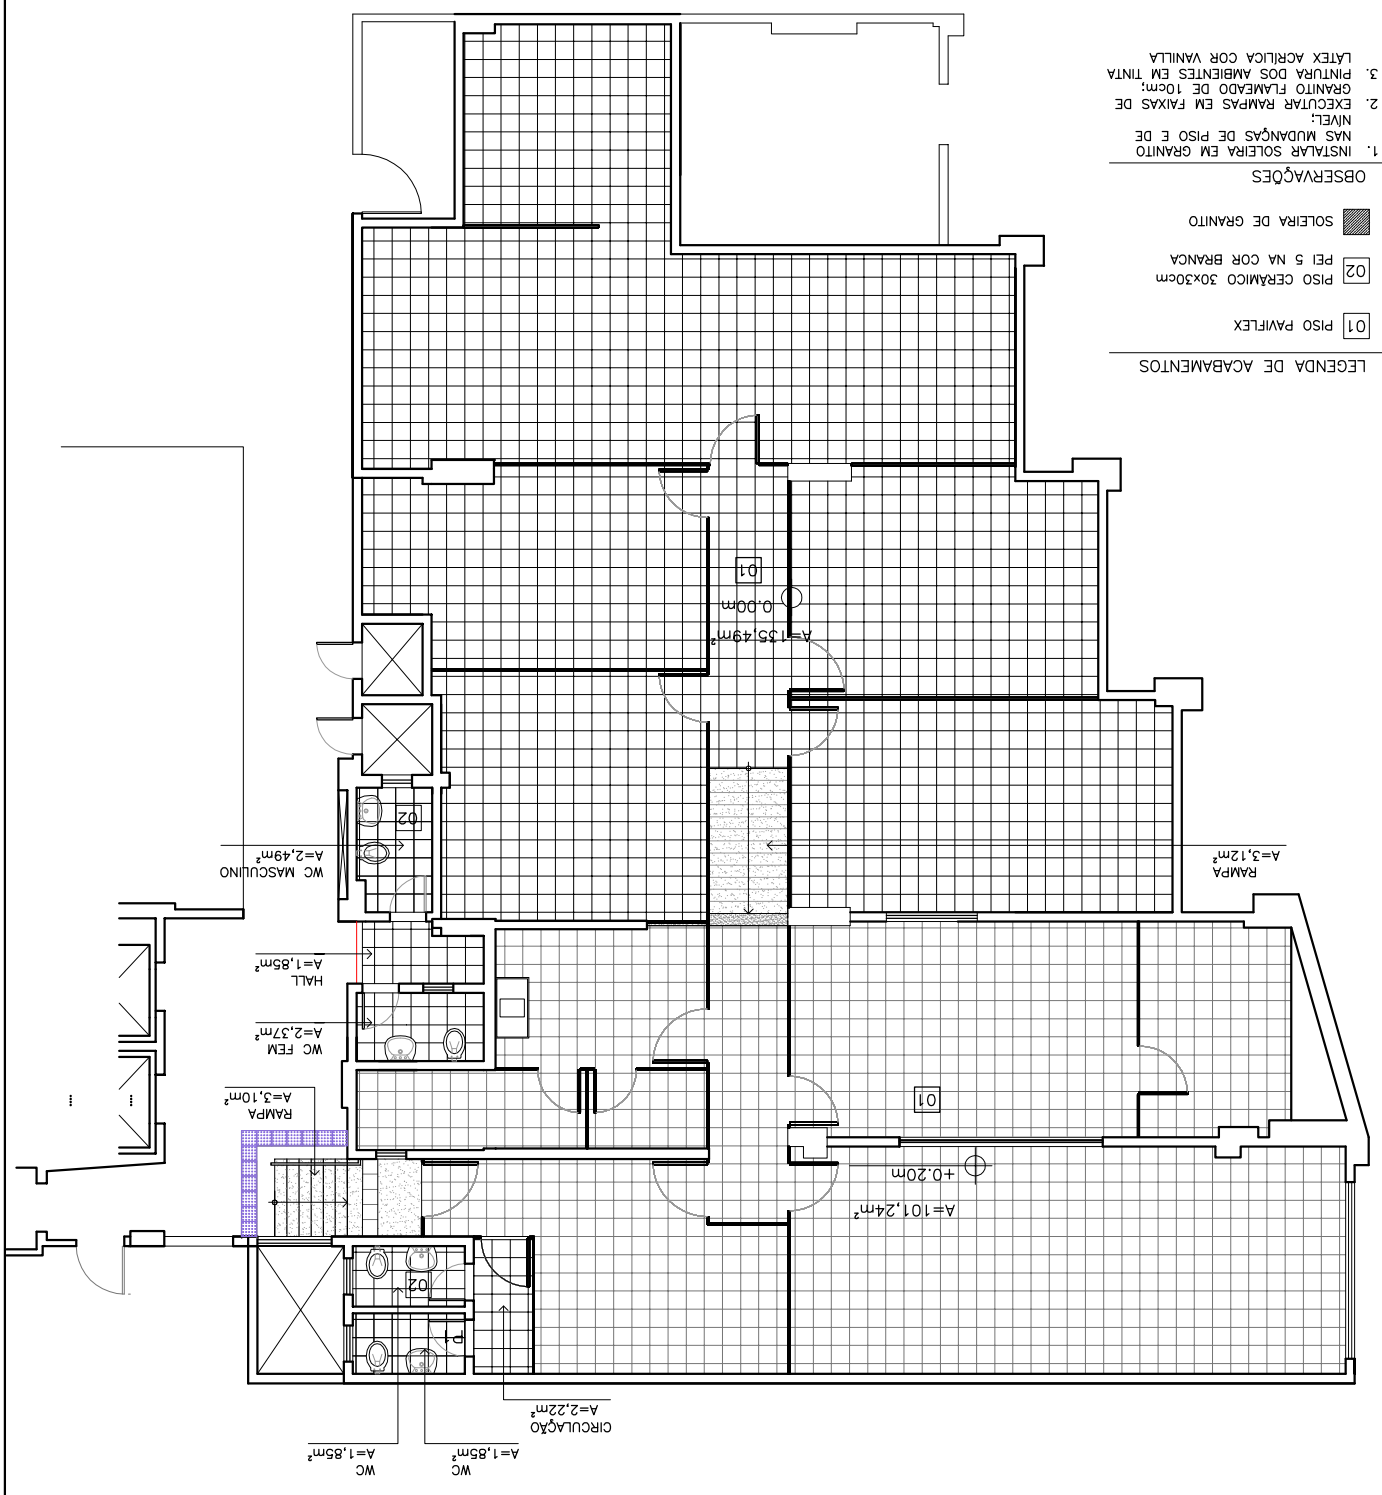 WC
A=1,85m²
WC
A=1,85m²
CIRCULAÇÃO
A=2,22m²
P1
02
A=101,24m²
+0.20m
RAMPA
A=3,10m²
01
WC FEM
A=2,37m²
HALL
A=1,85m²
WC MASCULINO
A=2,49m²
02
RAMPA
A=3,12m²
A=135,49m²
0.00m
01
LEGENDA DE ACABAMENTOS
01 PISO PAVIFLEX
02 PISO CERÂMICO 30x30cm
PEI 5 NA COR BRANCA
SOLEIRA DE GRANITO
OBSERVAÇÕES
1. INSTALAR SOLEIRA EM GRANITO
NAS MUDANÇAS DE PISO E DE
NÍVEL;
2. EXECUTAR RAMPAS EM FAIXAS DE
GRANITO FLAMEADO DE 10cm;
3. PINTURA DOS AMBIENTES EM TINTA
LATEX ACRÍLICA COR VANILLA